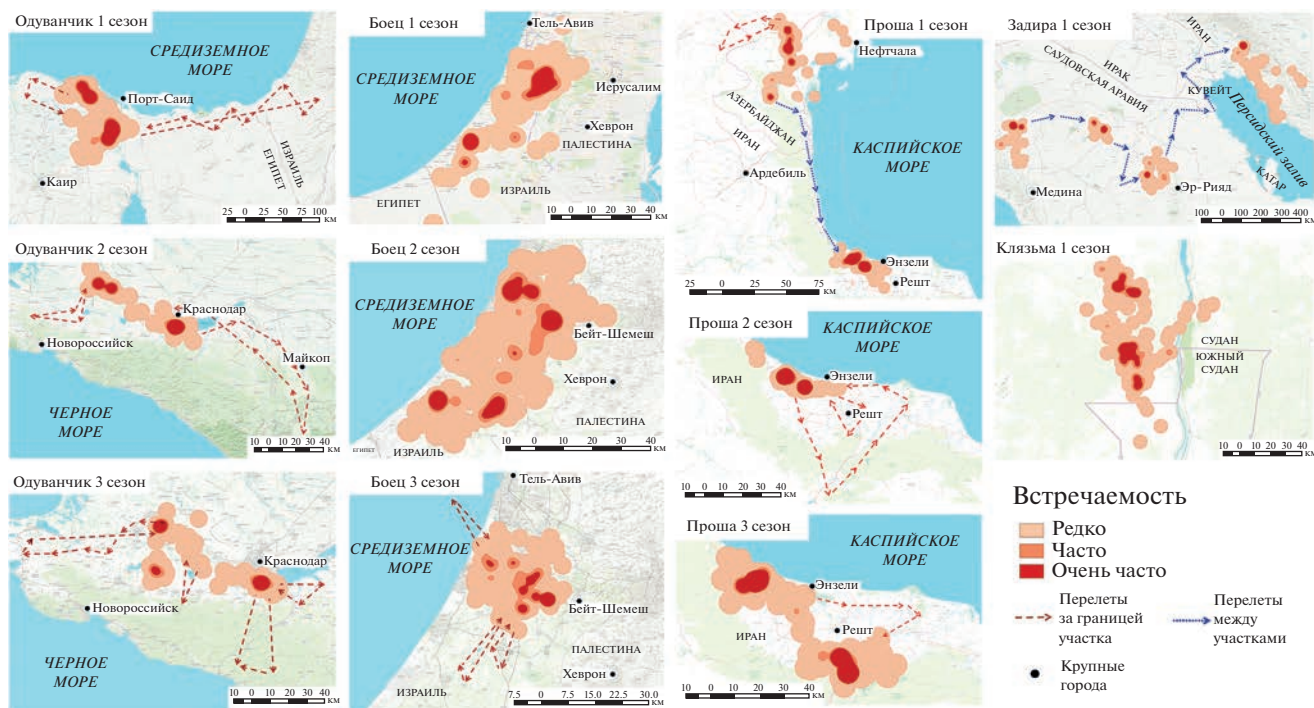 Одуванчик 1 сезон
СРЕДИЗЕМНОЕ
МОРЕ
Порт-Саид
Каир
ИЗРАИЛЬ
ЕГИПЕТ
25 0 25 50 75 100
КМ
Боец 1 сезон
Тель-Авив
СРЕДИЗЕМНОЕ
МОРЕ
Иерусалим
Хеврон
ПАЛЕСТИНА
ИЗРАИЛЬ
ЕГИПЕТ
10 0 10 20 30 40
КМ
Проша 1 сезон
Нефтчала
АЗЕРБАЙДЖАН
ИРАН
КАСПИЙСКОЕ
МОРЕ
Ардебиль
Энзели
Решт
25 0 25 50 75
КМ
Задира 1 сезон
ИРАН
ИРАК
САУДОВСКАЯ АРАВИЯ
КУВЕЙТ
Персидский залив
КАТАР
Медина
Эр-Рияд
100 0 100 200 300 400
КМ
Одуванчик 2 сезон
Краснодар
Новороссийск
Майкоп
ЧЕРНОЕ
МОРЕ
10 0 10 20 30 40
КМ
Боец 2 сезон
СРЕДИЗЕМНОЕ
МОРЕ
Бейт-Шемеш
Хеврон
ПАЛЕСТИНА
ЕГИПЕТ
ИЗРАИЛЬ
10 0 10 20 30 40
КМ
Проша 2 сезон
КАСПИЙСКОЕ
МОРЕ
ИРАН
Энзели
Решт
10 0 10 20 30 40
КМ
Клязьма 1 сезон
СУДАН
ЮЖНЫЙ
СУДАН
10 0 10 20 30 40
КМ
Одуванчик 3 сезон
Краснодар
Новороссийск
ЧЕРНОЕ
МОРЕ
10 0 10 20 30 40
КМ
Боец 3 сезон
Тель-Авив
СРЕДИЗЕМНОЕ
МОРЕ
Бейт-Шемеш
ПАЛЕСТИНА
Хеврон
ИЗРАИЛЬ
7.5 0 7.5 15.0 22.5 30.0
КМ
Проша 3 сезон
КАСПИЙСКОЕ
МОРЕ
Энзели
ИРАН
Решт
10 0 10 20 30 40
КМ
Встречаемость
Редко
Часто
Очень часто
Перелеты
за границей
участка
Перелеты
между
участками
Крупные
города